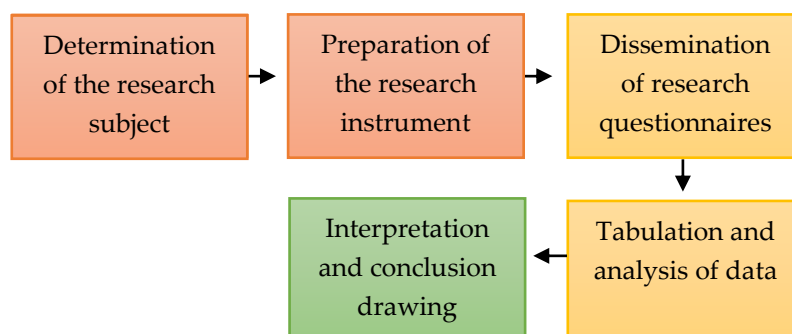 Determination
of the research
subject
Preparation of
the research
instrument
Dissemination
of research
questionnaires
Tabulation and
analysis of data
Interpretation
and conclusion
drawing